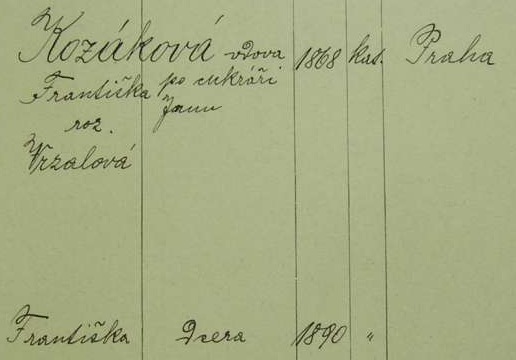 Kozáková vdova 1868 kat. Praha
Františka po cukráři
roz. Janu
Vrzalová
Františka dcera 1890 "